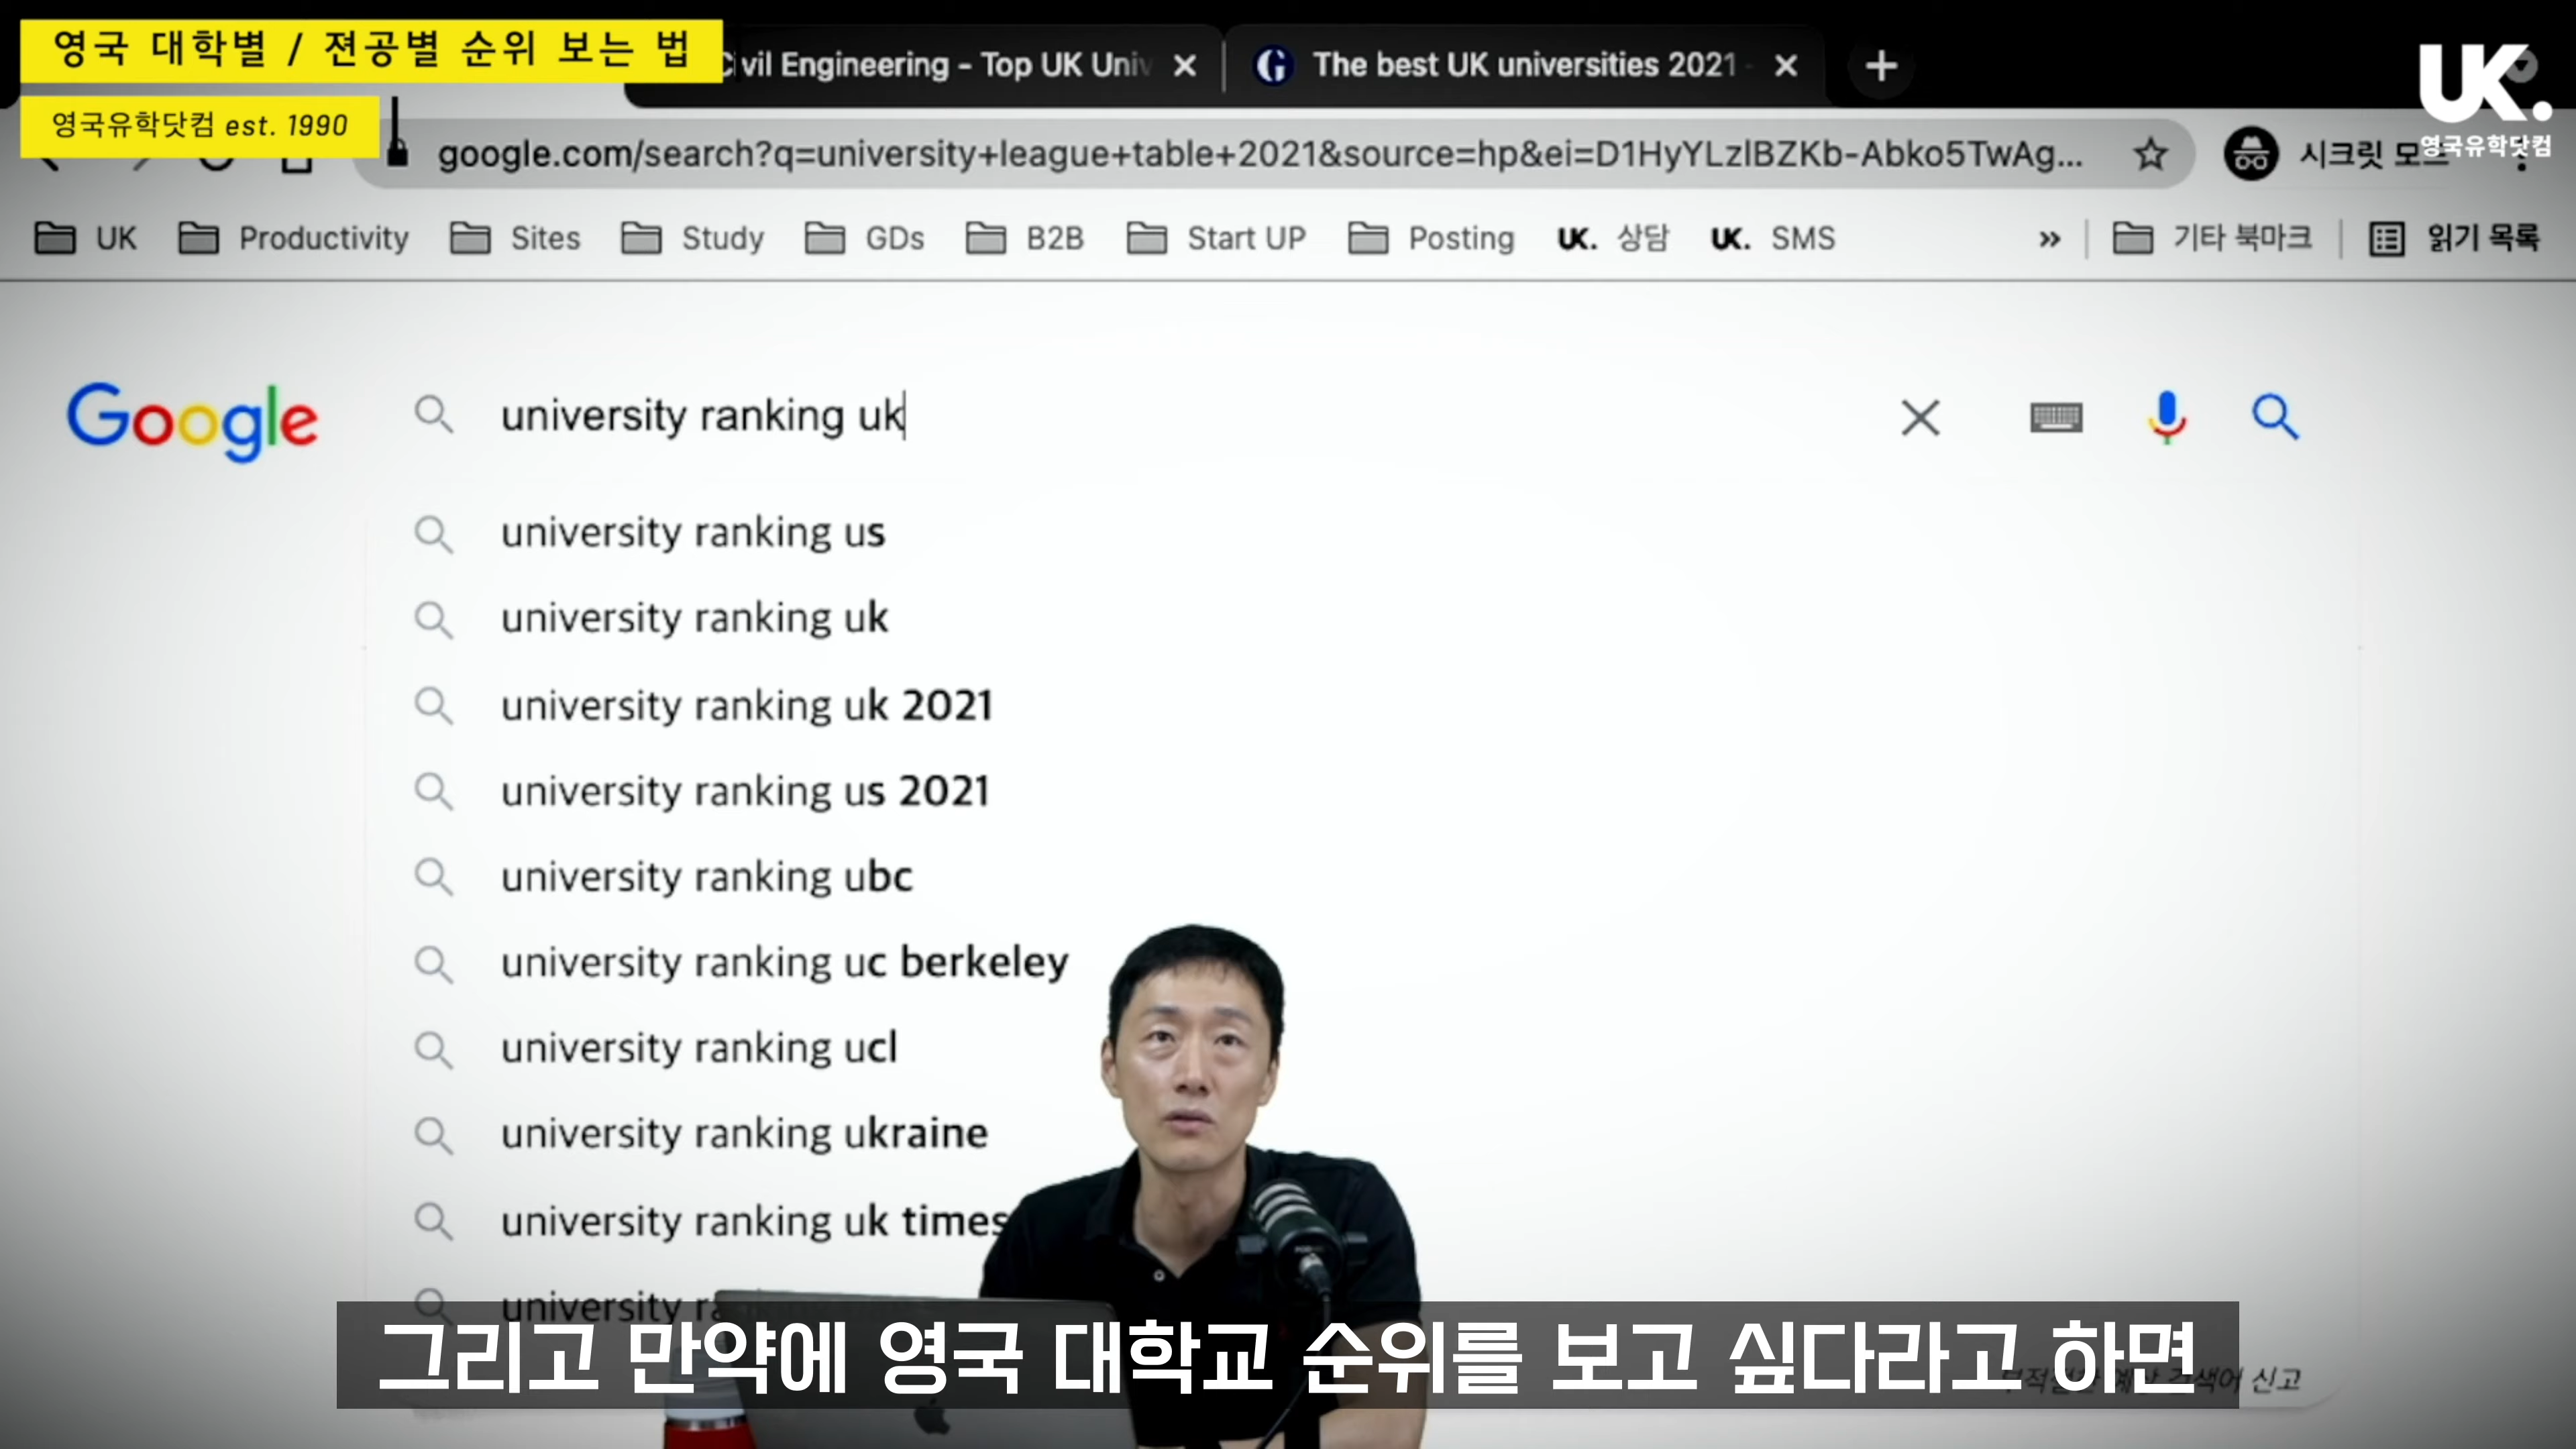 영국 대학별 / 전공별 순위 보는 법
영국유학닷컴 est. 1990
vil Engineering - Top UK Univ
The best UK universities 2021 -
UK.
영국유학닷컴
google.com/search?q=university+league+table+2021&source=hp&ei=D1HyYLzlBZKb-Abko5TwAg...
시크릿 모드
UK
Productivity
Sites
Study
GDs
B2B
Start UP
Posting
UK. 상담
UK. SMS
»
기타 북마크
읽기 목록
Google
university ranking uk
university ranking us
university ranking uk
university ranking uk 2021
university ranking us 2021
university ranking ubc
university ranking uc berkeley
university ranking ucl
university ranking ukraine
university ranking uk times
university
그리고 만약에 영국 대학교 순위를 보고 싶다라고 하면
신고